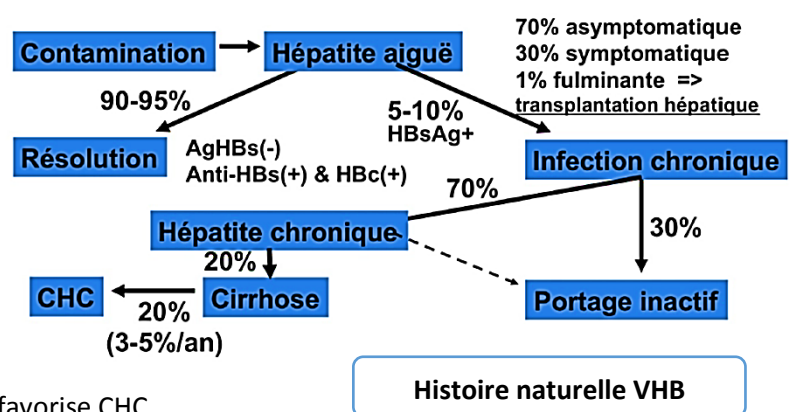 Contamination
Hépatite aiguë
70% asymptomatique
30% symptomatique
1% fulminante =>
transplantation hépatique
90-95%
5-10%
HBsAg+
Résolution
AgHBs(-)
Anti-HBs(+) & HBc(+)
Infection chronique
70%
30%
Hépatite chronique
20%
CHC
20%
(3-5%/an)
Cirrhose
Portage inactif
Histoire naturelle VHB
favorise CHC